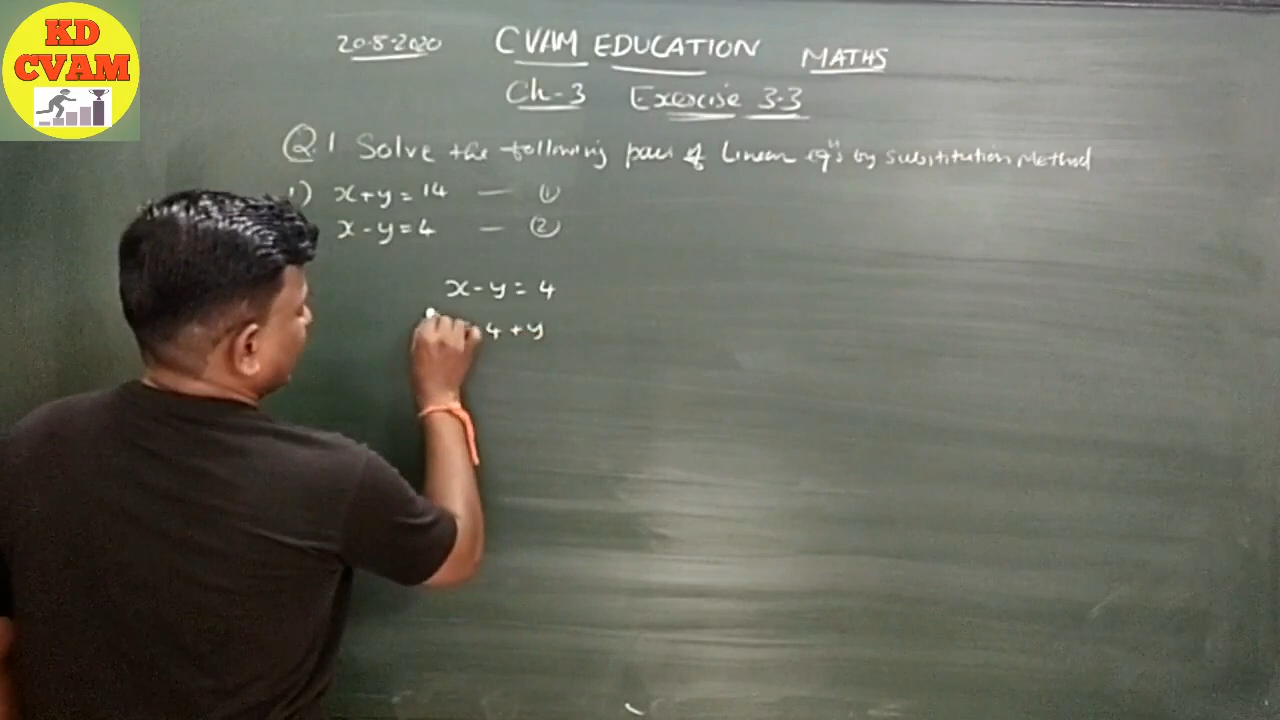 KD
CVAM
20.8.2020 CVAM EDUCATION MATHS
Ch-3 Exercise 3.3
Q.1 Solve the following pair of Linear eqⁿs by substitution Method
1) x+y=14 — ①
x-y=4 — ②
x-y=4
4+y